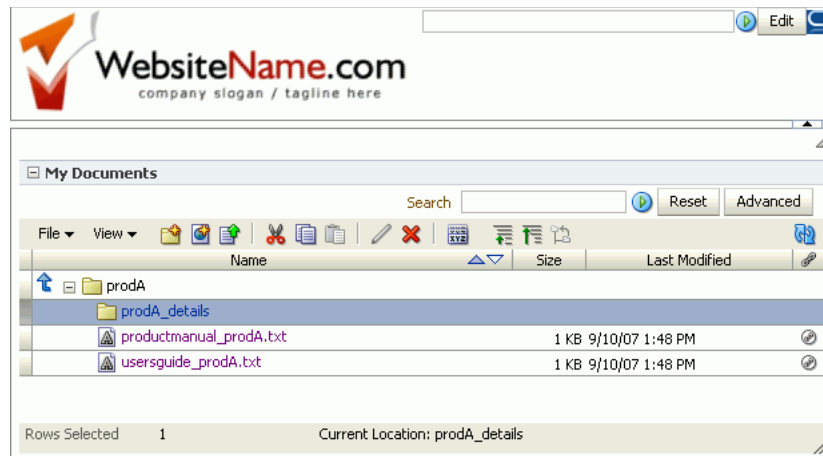 Edit
WebsiteName.com
company slogan / tagline here
My Documents
Search Reset Advanced
File View
Name Size Last Modified
prodA
prodA_details
productmanual_prodA.txt 1 KB 9/10/07 1:48 PM
usersguide_prodA.txt 1 KB 9/10/07 1:48 PM
Rows Selected 1 Current Location: prodA_details